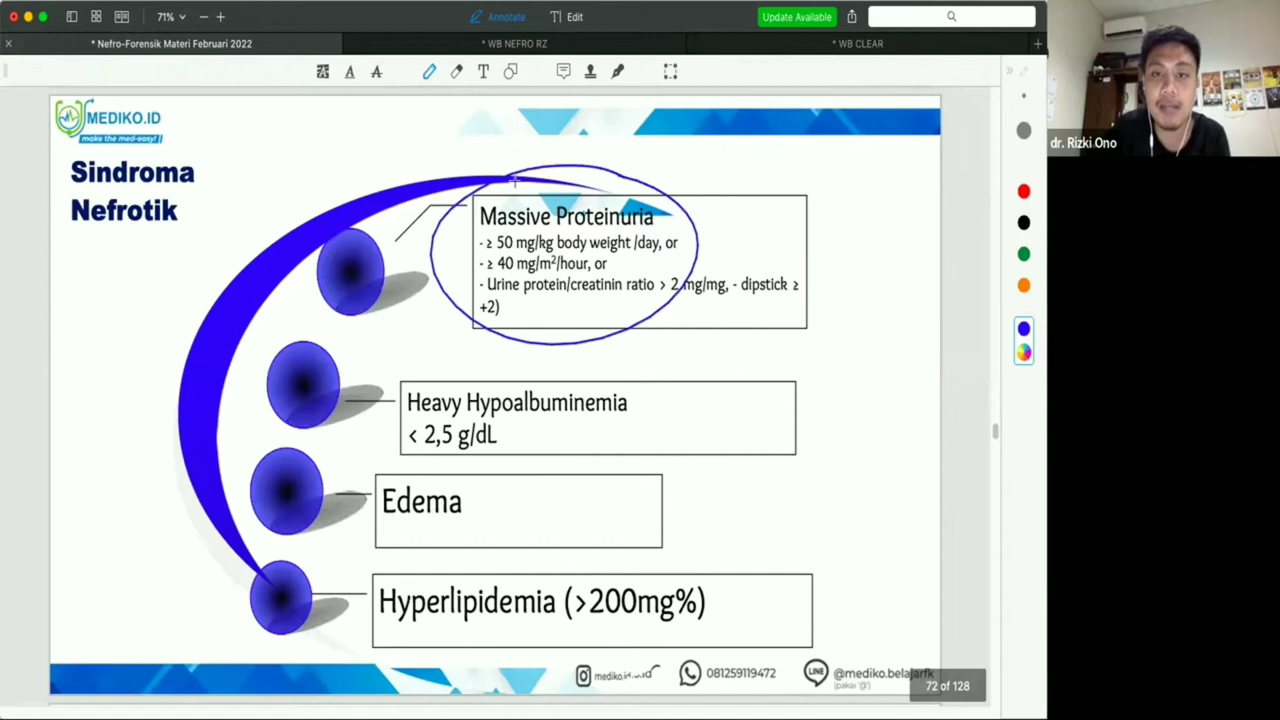 71%
Annotate
Edit
Update Available
* Nefro-Forensik Materi Februari 2022
* WB NEFRO RZ
* WB CLEAR
MEDIKO.ID
make the med-easy!
Sindroma
Nefrotik
Massive Proteinuria
- ≥ 50 mg/kg body weight /day, or
- ≥ 40 mg/m²/hour, or
- Urine protein/creatinin ratio > 2 mg/mg, - dipstick ≥
+2)
Heavy Hypoalbuminemia
< 2,5 g/dL
Edema
Hyperlipidemia (>200mg%)
081259119472
LINE
@mediko.belajarfk
(pakai '@')
72 of 128
dr. Rizki Ono